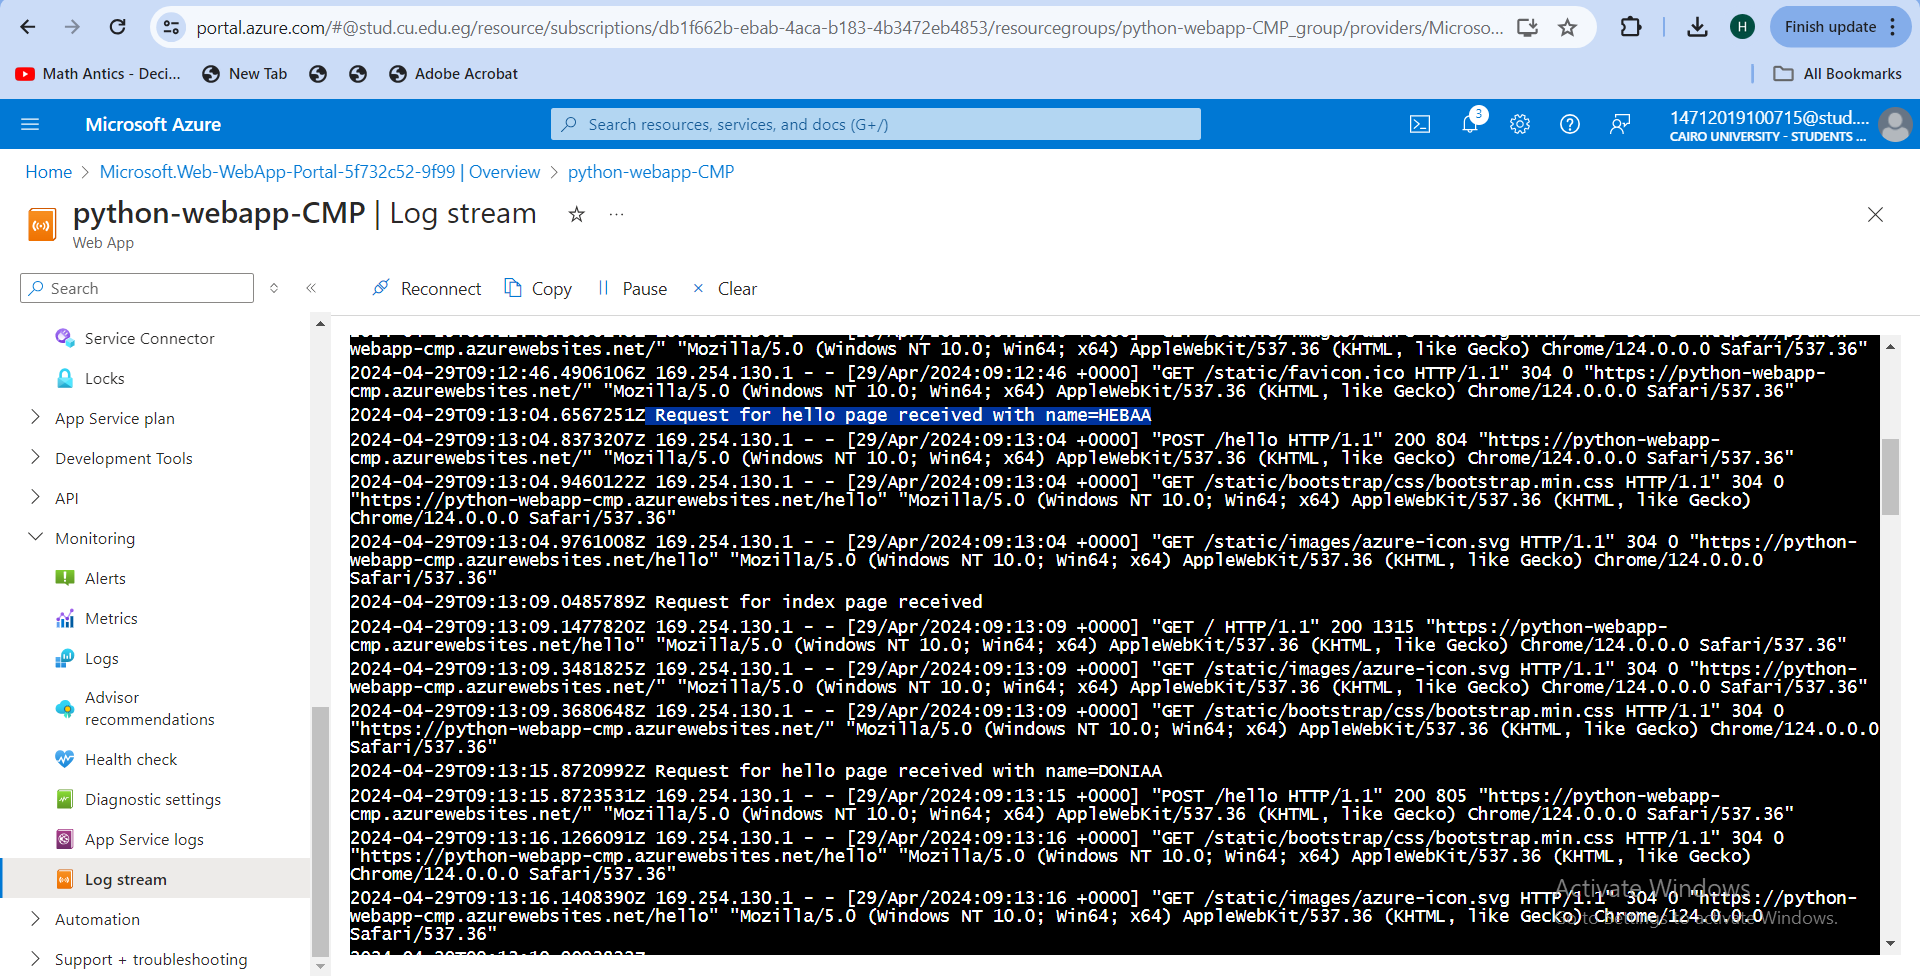 portal.azure.com/#@stud.cu.edu.eg/resource/subscriptions/db1f662b-ebab-4aca-b183-4b3472eb4853/resourcegroups/python-webapp-CMP_group/providers/Microso...
H
Finish update
Math Antics - Deci...
New Tab
Adobe Acrobat
All Bookmarks
Microsoft Azure
Search resources, services, and docs (G+/)
3
14712019100715@stud....
CAIRO UNIVERSITY - STUDENTS ...
Home > Microsoft.Web-WebApp-Portal-5f732c52-9f99 | Overview > python-webapp-CMP
python-webapp-CMP | Log stream
Web App
Search
Reconnect
Copy
Pause
Clear
Service Connector
Locks
App Service plan
Development Tools
API
Monitoring
Alerts
Metrics
Logs
Advisor
recommendations
Health check
Diagnostic settings
App Service logs
Log stream
Automation
Support + troubleshooting
webapp-cmp.azurewebsites.net/" "Mozilla/5.0 (Windows NT 10.0; Win64; x64) AppleWebKit/537.36 (KHTML, like Gecko) Chrome/124.0.0.0 Safari/537.36"
2024-04-29T09:12:46.4906106Z 169.254.130.1 - - [29/Apr/2024:09:12:46 +0000] "GET /static/favicon.ico HTTP/1.1" 304 0 "https://python-webapp-
cmp.azurewebsites.net/" "Mozilla/5.0 (Windows NT 10.0; Win64; x64) AppleWebKit/537.36 (KHTML, like Gecko) Chrome/124.0.0.0 Safari/537.36"
2024-04-29T09:13:04.6567251Z Request for hello page received with name=HEBAA
2024-04-29T09:13:04.8373207Z 169.254.130.1 - - [29/Apr/2024:09:13:04 +0000] "POST /hello HTTP/1.1" 200 804 "https://python-webapp-
cmp.azurewebsites.net/" "Mozilla/5.0 (Windows NT 10.0; Win64; x64) AppleWebKit/537.36 (KHTML, like Gecko) Chrome/124.0.0.0 Safari/537.36"
2024-04-29T09:13:04.9460122Z 169.254.130.1 - - [29/Apr/2024:09:13:04 +0000] "GET /static/bootstrap/css/bootstrap.min.css HTTP/1.1" 304 0
"https://python-webapp-cmp.azurewebsites.net/hello" "Mozilla/5.0 (Windows NT 10.0; Win64; x64) AppleWebKit/537.36 (KHTML, like Gecko)
Chrome/124.0.0.0 Safari/537.36"
2024-04-29T09:13:04.9761008Z 169.254.130.1 - - [29/Apr/2024:09:13:04 +0000] "GET /static/images/azure-icon.svg HTTP/1.1" 304 0 "https://python-
webapp-cmp.azurewebsites.net/hello" "Mozilla/5.0 (Windows NT 10.0; Win64; x64) AppleWebKit/537.36 (KHTML, like Gecko) Chrome/124.0.0.0
Safari/537.36"
2024-04-29T09:13:09.0485789Z Request for index page received
2024-04-29T09:13:09.1477820Z 169.254.130.1 - - [29/Apr/2024:09:13:09 +0000] "GET / HTTP/1.1" 200 1315 "https://python-webapp-
cmp.azurewebsites.net/hello" "Mozilla/5.0 (Windows NT 10.0; Win64; x64) AppleWebKit/537.36 (KHTML, like Gecko) Chrome/124.0.0.0 Safari/537.36"
2024-04-29T09:13:09.3481825Z 169.254.130.1 - - [29/Apr/2024:09:13:09 +0000] "GET /static/images/azure-icon.svg HTTP/1.1" 304 0 "https://python-
webapp-cmp.azurewebsites.net/" "Mozilla/5.0 (Windows NT 10.0; Win64; x64) AppleWebKit/537.36 (KHTML, like Gecko) Chrome/124.0.0.0 Safari/537.36"
2024-04-29T09:13:09.3680648Z 169.254.130.1 - - [29/Apr/2024:09:13:09 +0000] "GET /static/bootstrap/css/bootstrap.min.css HTTP/1.1" 304 0
"https://python-webapp-cmp.azurewebsites.net/" "Mozilla/5.0 (Windows NT 10.0; Win64; x64) AppleWebKit/537.36 (KHTML, like Gecko) Chrome/124.0.0.0
Safari/537.36"
2024-04-29T09:13:15.8720992Z Request for hello page received with name=DONIAA
2024-04-29T09:13:15.8723531Z 169.254.130.1 - - [29/Apr/2024:09:13:15 +0000] "POST /hello HTTP/1.1" 200 805 "https://python-webapp-
cmp.azurewebsites.net/" "Mozilla/5.0 (Windows NT 10.0; Win64; x64) AppleWebKit/537.36 (KHTML, like Gecko) Chrome/124.0.0.0 Safari/537.36"
2024-04-29T09:13:16.1266091Z 169.254.130.1 - - [29/Apr/2024:09:13:16 +0000] "GET /static/bootstrap/css/bootstrap.min.css HTTP/1.1" 304 0
"https://python-webapp-cmp.azurewebsites.net/hello" "Mozilla/5.0 (Windows NT 10.0; Win64; x64) AppleWebKit/537.36 (KHTML, like Gecko)
Chrome/124.0.0.0 Safari/537.36"
2024-04-29T09:13:16.1408390Z 169.254.130.1 - - [29/Apr/2024:09:13:16 +0000] "GET /static/images/azure-icon.svg HTTP/1.1" 304 0 "https://python-
webapp-cmp.azurewebsites.net/hello" "Mozilla/5.0 (Windows NT 10.0; Win64; x64) AppleWebKit/537.36 (KHTML, like Gecko) Chrome/124.0.0.0
Safari/537.36"
Activate Windows
Go to Settings to activate Windows.